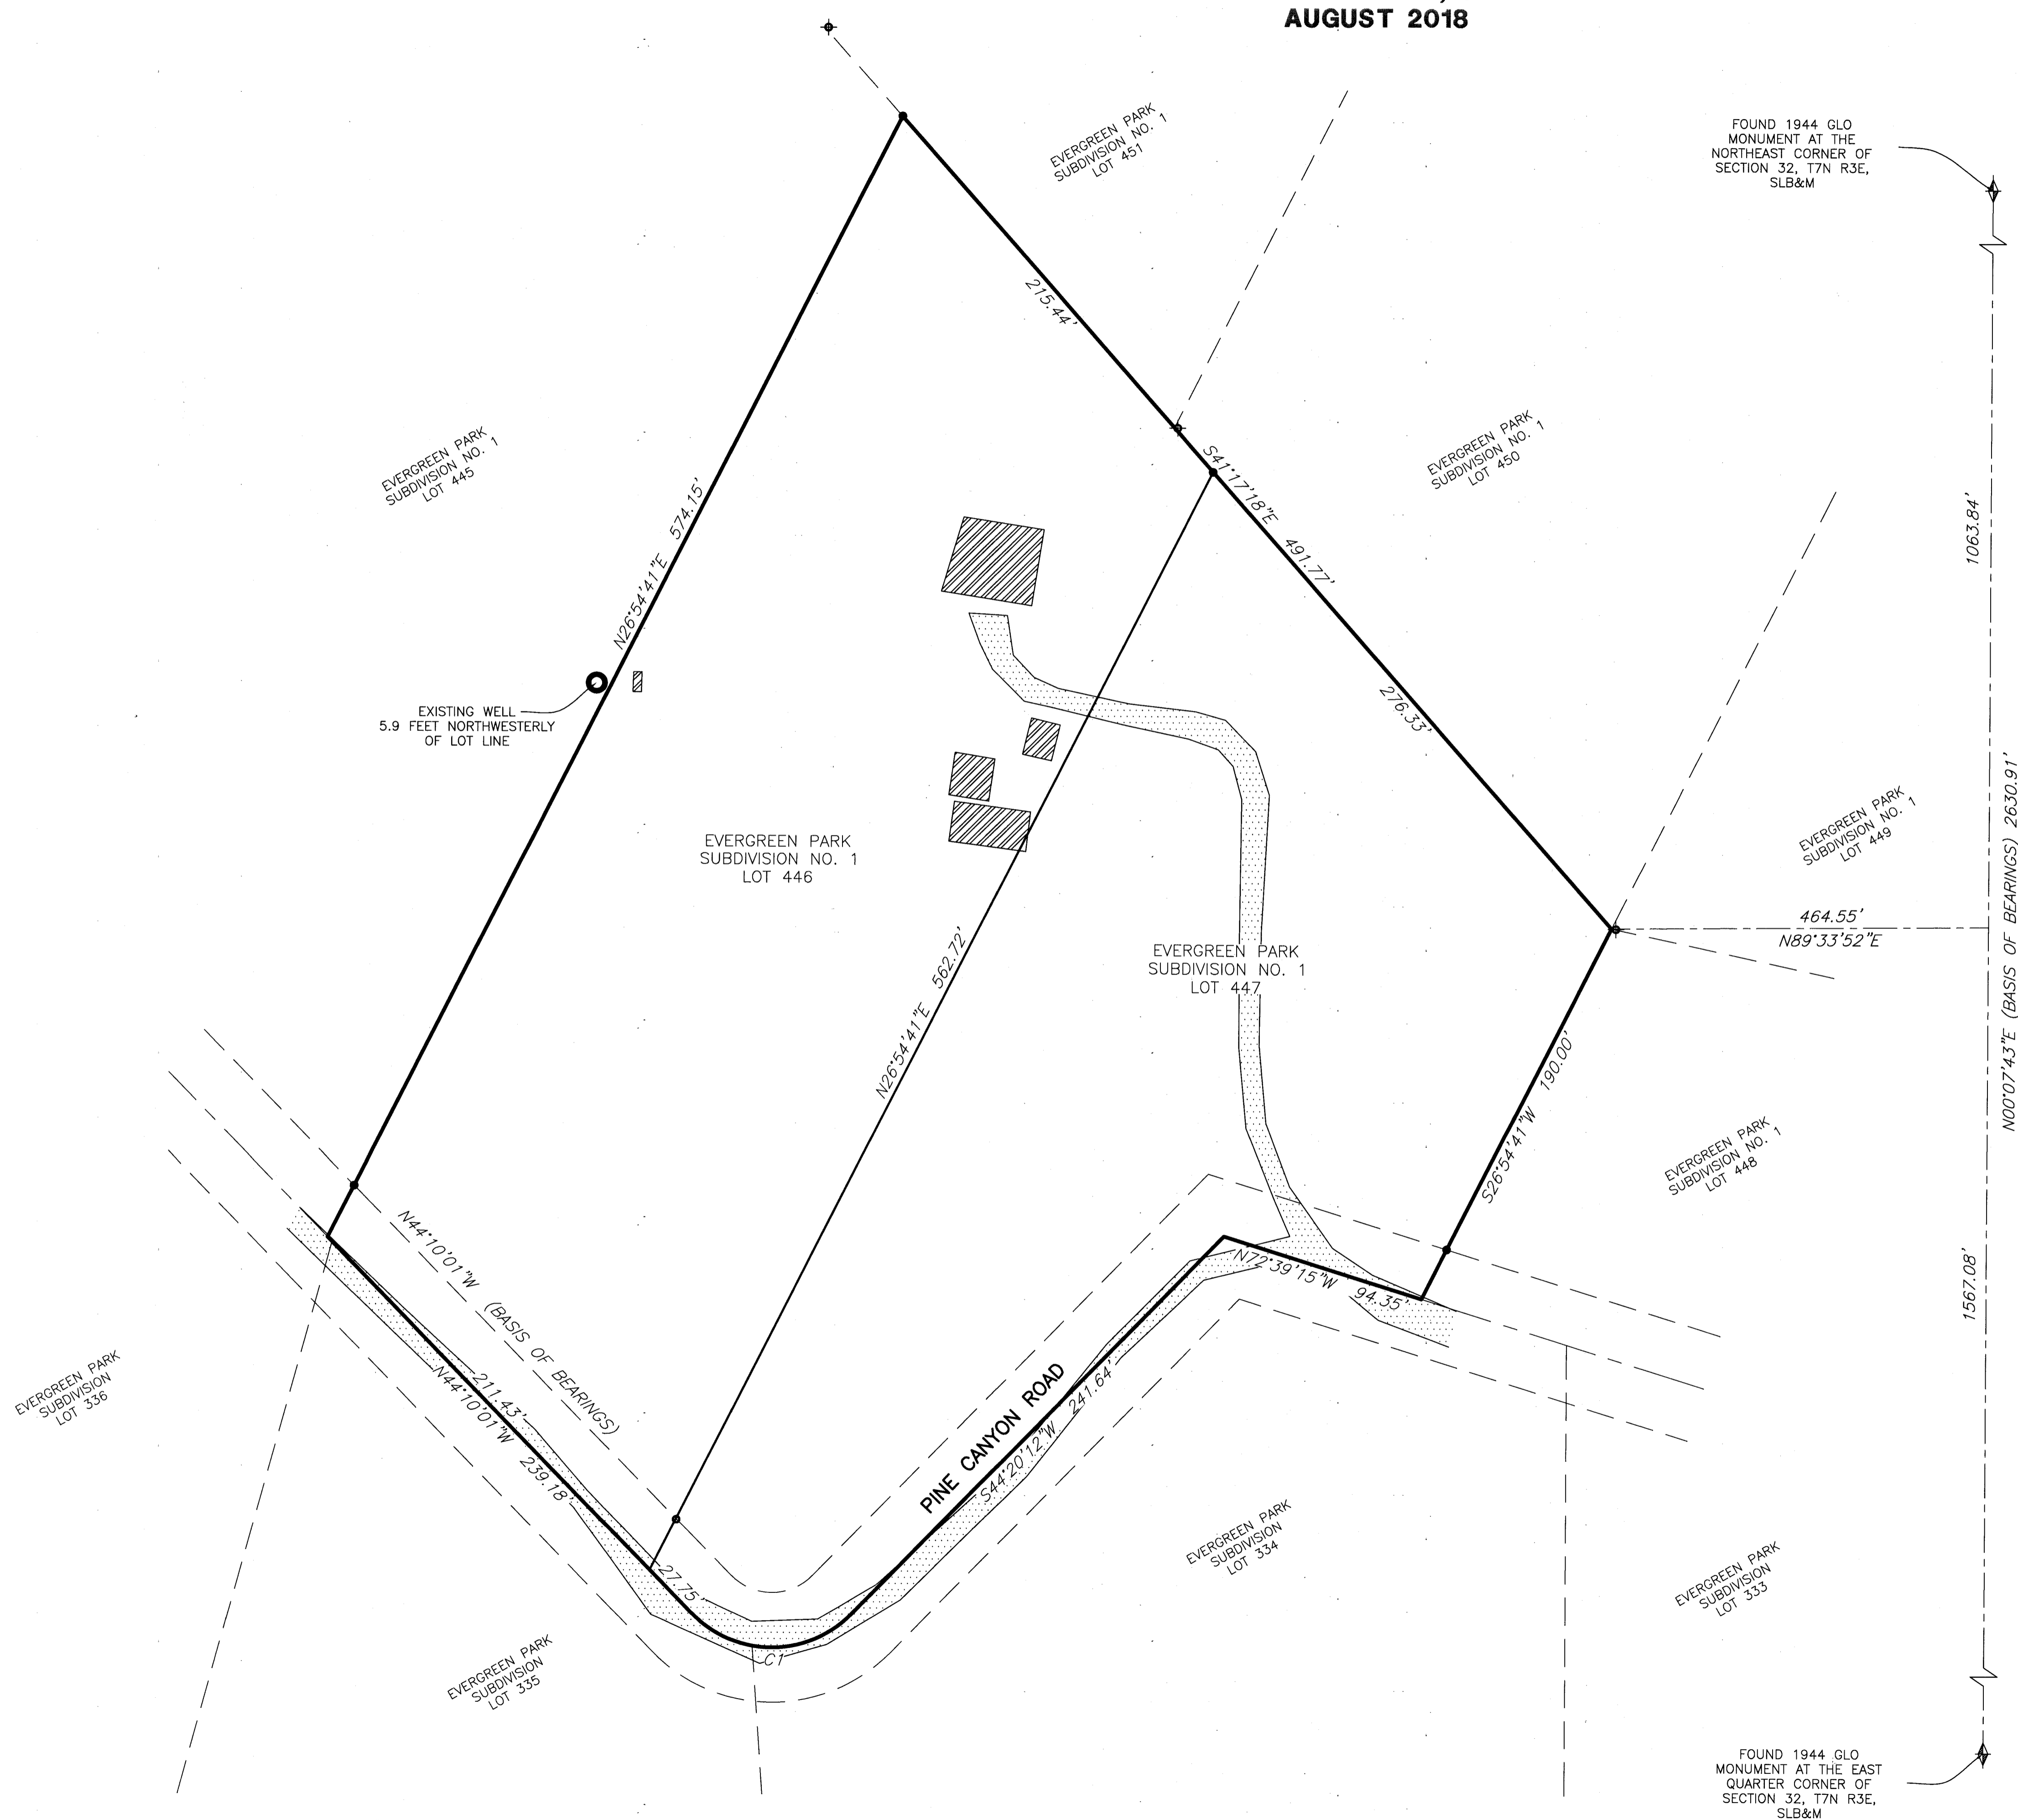 AUGUST 2018
EVERGREEN PARK
SUBDIVISION NO. 1
LOT 451
FOUND 1944 GLO
MONUMENT AT THE
NORTHEAST CORNER OF
SECTION 32, T7N R3E,
SLB&M
215.44'
EVERGREEN PARK
SUBDIVISION NO. 1
LOT 445
N26°54'41"E 574.15'
S41°17'18"E 491.77'
EVERGREEN PARK
SUBDIVISION NO. 1
LOT 450
1063.84'
276.33'
EXISTING WELL
5.9 FEET NORTHWESTERLY
OF LOT LINE
EVERGREEN PARK
SUBDIVISION NO. 1
LOT 446
EVERGREEN PARK
SUBDIVISION NO. 1
LOT 449
N00°07'43"E (BASIS OF BEARINGS) 2630.91'
464.55'
N89°33'52"E
N26°54'41"E 562.72'
EVERGREEN PARK
SUBDIVISION NO. 1
LOT 447
S26°54'41"W 190.00'
EVERGREEN PARK
SUBDIVISION NO. 1
LOT 448
N44°10'01"W (BASIS OF BEARINGS)
N72°39'15"W 94.35'
1567.08'
EVERGREEN PARK
SUBDIVISION
LOT 336
211.43'
N44°10'01"W 239.18'
PINE CANYON ROAD
S44°20'12"W 241.64'
27.75'
C1
EVERGREEN PARK
SUBDIVISION
LOT 334
EVERGREEN PARK
SUBDIVISION
LOT 333
EVERGREEN PARK
SUBDIVISION
LOT 335
FOUND 1944 GLO
MONUMENT AT THE EAST
QUARTER CORNER OF
SECTION 32, T7N R3E,
SLB&M